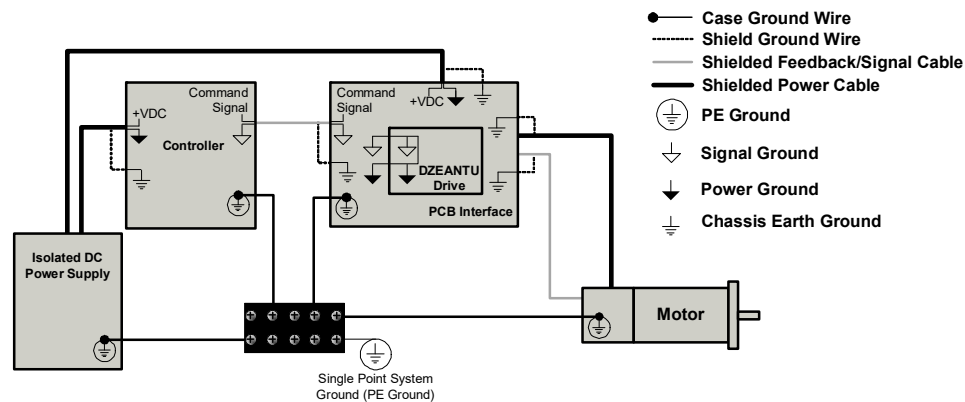 Case Ground Wire
Shield Ground Wire
Shielded Feedback/Signal Cable
Shielded Power Cable
PE Ground
Signal Ground
Power Ground
Chassis Earth Ground
+VDC
Command
Signal
Controller
Command
Signal
+VDC
DZEANTU
Drive
PCB Interface
Isolated DC
Power Supply
Motor
Single Point System
Ground (PE Ground)